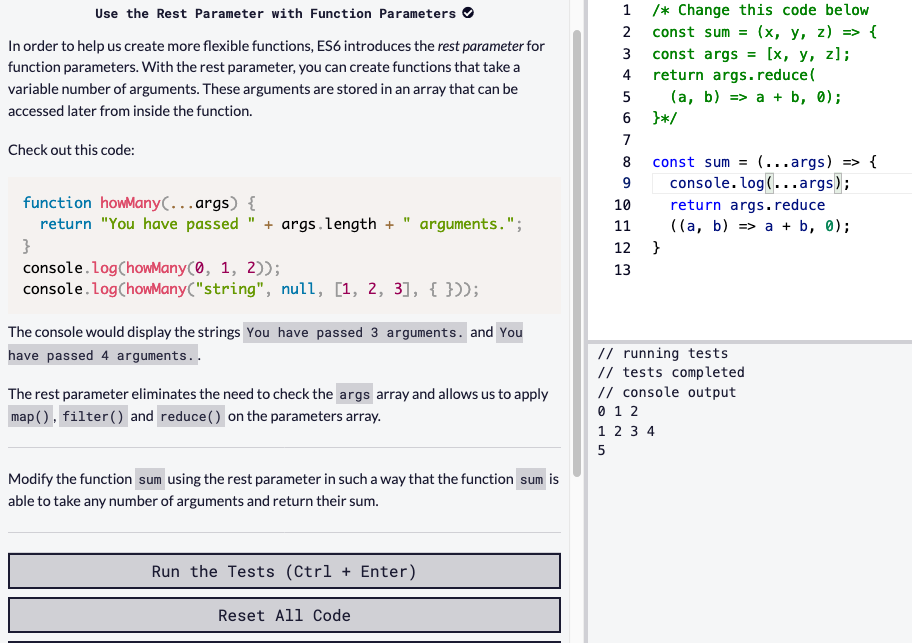 Use the Rest Parameter with Function Parameters
In order to help us create more flexible functions, ES6 introduces the rest parameter for
function parameters. With the rest parameter, you can create functions that take a
variable number of arguments. These arguments are stored in an array that can be
accessed later from inside the function.
Check out this code:
function howMany(...args) {
  return "You have passed " + args.length + " arguments.";
}
console.log(howMany(0, 1, 2));
console.log(howMany("string", null, [1, 2, 3], { }));
The console would display the strings You have passed 3 arguments. and You
have passed 4 arguments..
The rest parameter eliminates the need to check the args array and allows us to apply
map(), filter() and reduce() on the parameters array.
Modify the function sum using the rest parameter in such a way that the function sum is
able to take any number of arguments and return their sum.
Run the Tests (Ctrl + Enter)
Reset All Code
1 /* Change this code below
2 const sum = (x, y, z) => {
3 const args = [x, y, z];
4 return args.reduce(
5   (a, b) => a + b, 0);
6 }*/
7
8 const sum = (...args) => {
9   console.log(...args);
10   return args.reduce
11   ((a, b) => a + b, 0);
12 }
13
// running tests
// tests completed
// console output
0 1 2
1 2 3 4
5